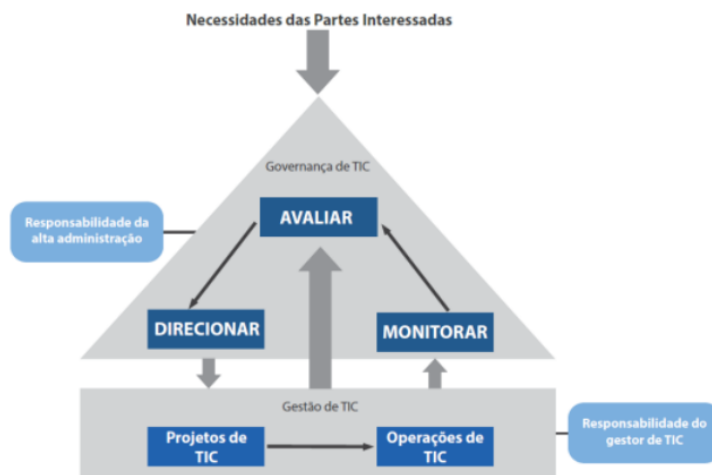 Necessidades das Partes Interessadas
Governança de TIC
Responsabilidade da
alta administração
AVALIAR
DIRECIONAR
MONITORAR
Gestão de TIC
Projetos de
TIC
Operações de
TIC
Responsabilidade do
gestor de TIC